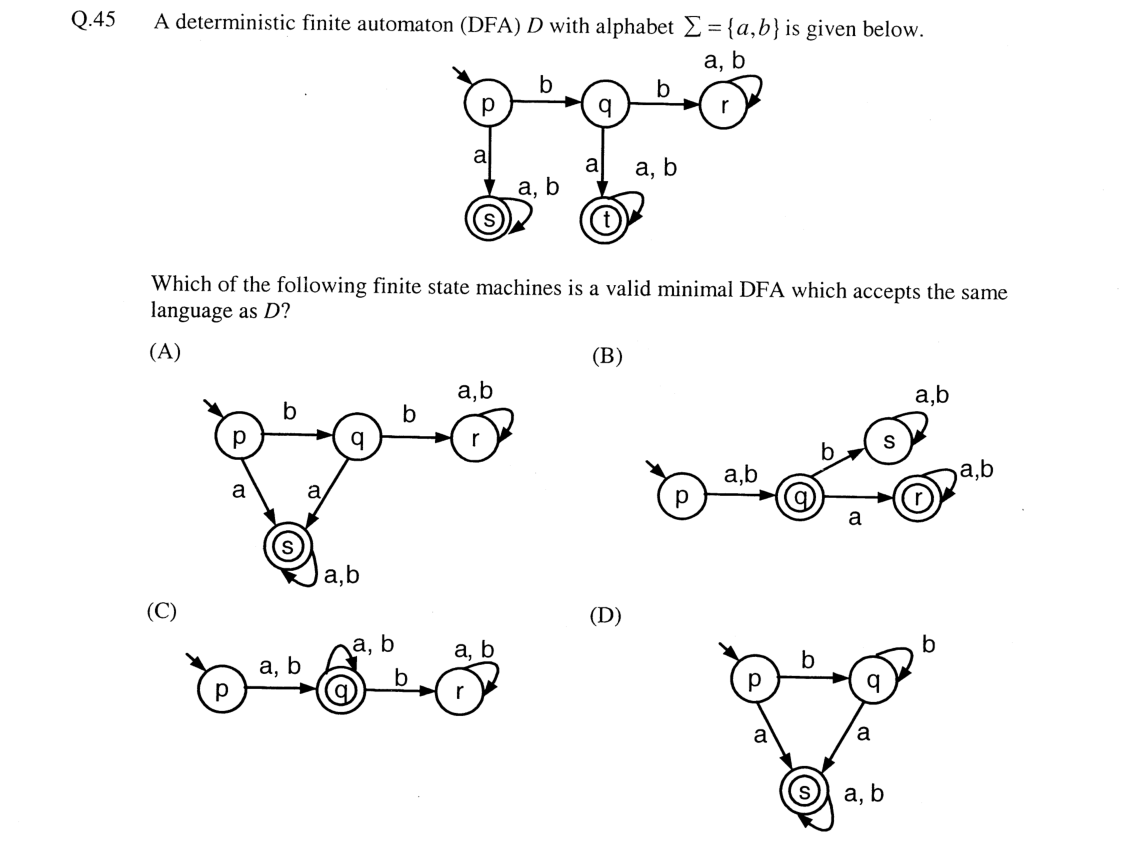 Q.45 A deterministic finite automaton (DFA) D with alphabet Σ = {a,b} is given below.
a, b
b
b
p
q
r
a
a
a, b
a, b
s
t
Which of the following finite state machines is a valid minimal DFA which accepts the same
language as D?
(A)
(B)
a,b
b
b
p
q
r
a
a
s
a,b
a,b
b
s
a,b
a,b
p
q
r
a
(C)
(D)
a, b
a, b
a, b
b
p
q
r
b
b
p
q
a
a
s
a, b